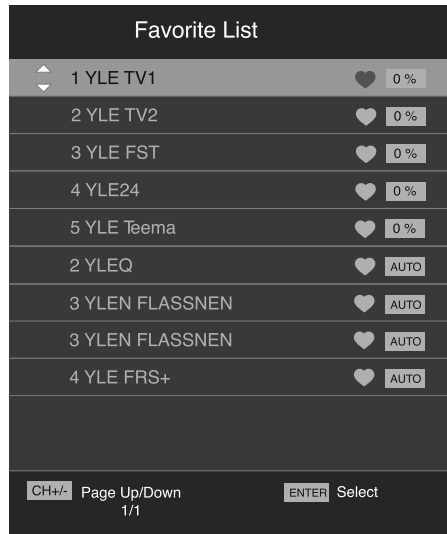 Favorite List
1 YLE TV1 0 %
2 YLE TV2 0 %
3 YLE FST 0 %
4 YLE24 0 %
5 YLE Teema 0 %
2 YLEQ AUTO
3 YLEN FLASSNEN AUTO
3 YLEN FLASSNEN AUTO
4 YLE FRS+ AUTO
CH+/- Page Up/Down ENTER Select
1/1